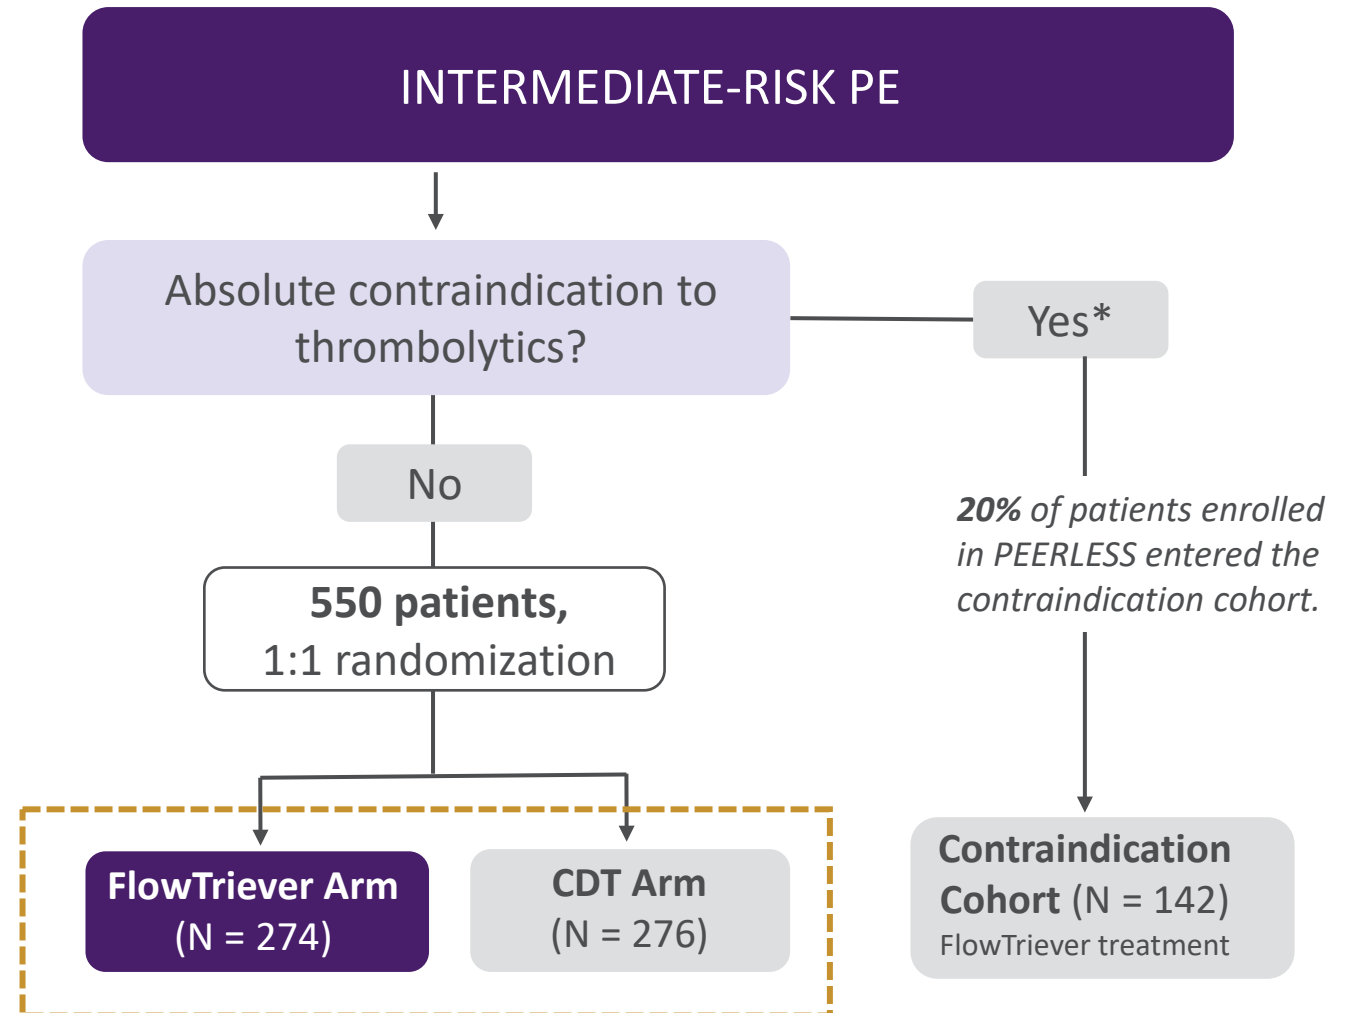 INTERMEDIATE-RISK PE
Absolute contraindication to
thrombolytics?
Yes*
No
20% of patients enrolled
in PEERLESS entered the
contraindication cohort.
550 patients,
1:1 randomization
FlowTriever Arm
(N = 274)
CDT Arm
(N = 276)
Contraindication
Cohort (N = 142)
FlowTriever treatment